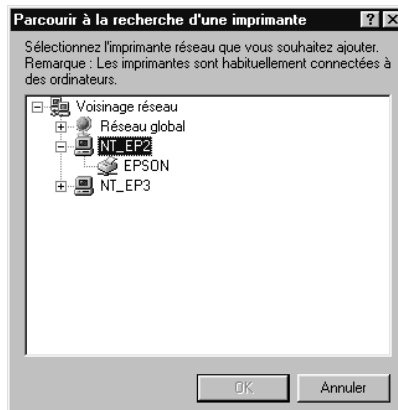 Parcourir à la recherche d'une imprimante
Sélectionnez l'imprimante réseau que vous souhaitez ajouter.
Remarque : Les imprimantes sont habituellement connectées à
des ordinateurs.
Voisinage réseau
Réseau global
NT_EP2
EPSON
NT_EP3
OK
Annuler